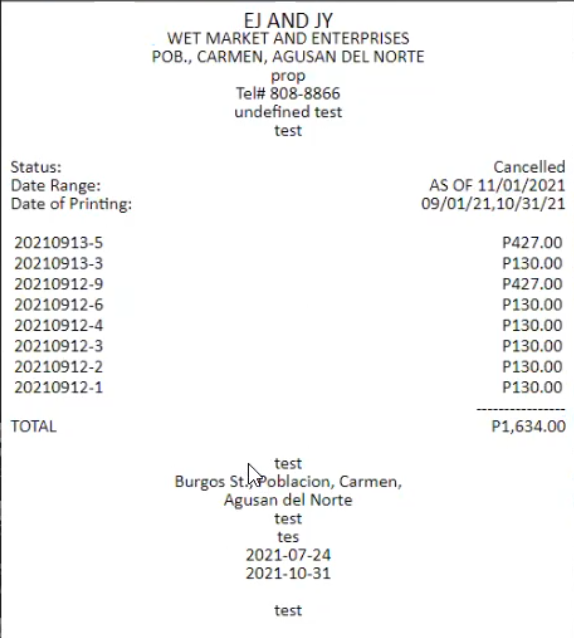 EJ AND JY
WET MARKET AND ENTERPRISES
POB., CARMEN, AGUSAN DEL NORTE
prop
Tel# 808-8866
undefined test
test
Status: Cancelled
Date Range: AS OF 11/01/2021
Date of Printing: 09/01/21,10/31/21
20210913-5 P427.00
20210913-3 P130.00
20210912-9 P427.00
20210912-6 P130.00
20210912-4 P130.00
20210912-3 P130.00
20210912-2 P130.00
20210912-1 P130.00
----------------
TOTAL P1,634.00
test
Burgos St., Poblacion, Carmen,
Agusan del Norte
test
tes
2021-07-24
2021-10-31
test